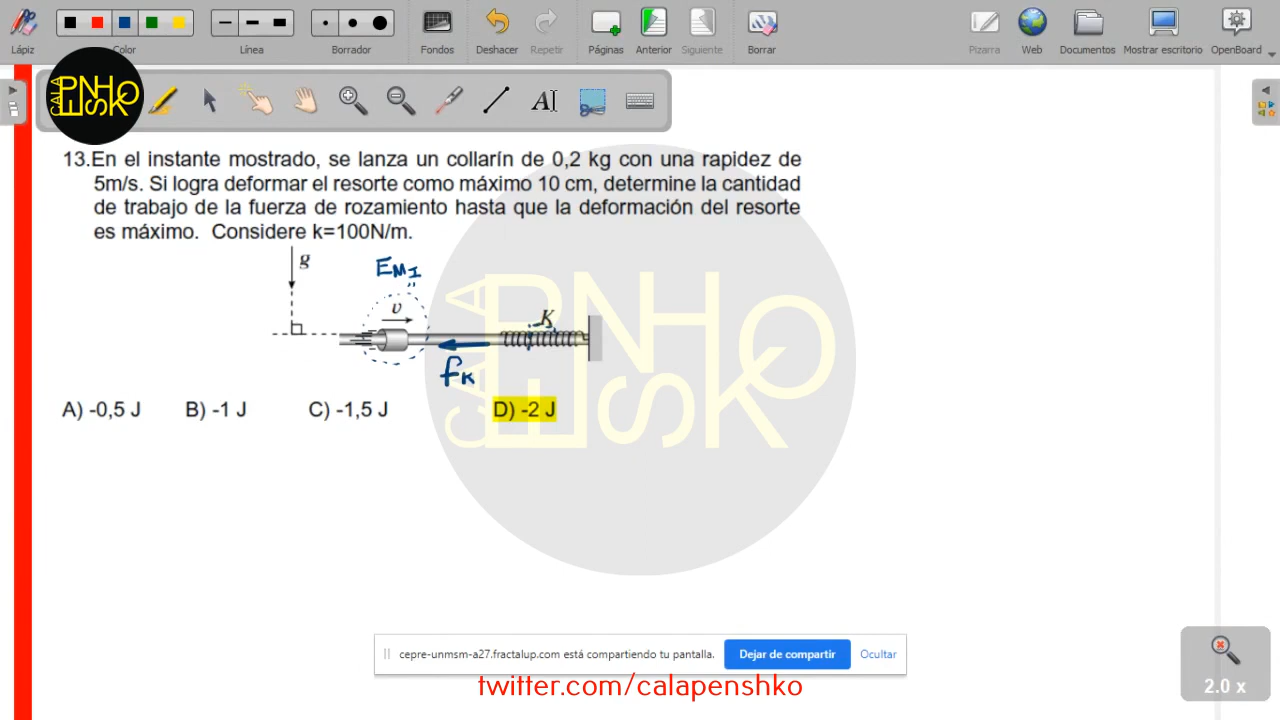 Lápiz
Color
Línea
Borrador
Fondos
Deshacer
Repetir
Páginas
Anterior
Siguiente
Borrar
Pizarra
Web
Documentos
Mostrar escritorio
OpenBoard
CALA
PENHOSK
A
13.En el instante mostrado, se lanza un collarín de 0,2 kg con una rapidez de
5m/s. Si logra deformar el resorte como máximo 10 cm, determine la cantidad
de trabajo de la fuerza de rozamiento hasta que la deformación del resorte
es máximo. Considere k=100N/m.
g
EMI
v
K
fK
A) -0,5 J B) -1 J C) -1,5 J D) -2 J
CALA
PENHOSK
cepre-unmsm-a27.fractalup.com está compartiendo tu pantalla. Dejar de compartir Ocultar
twitter.com/calapenshko
2.0 x